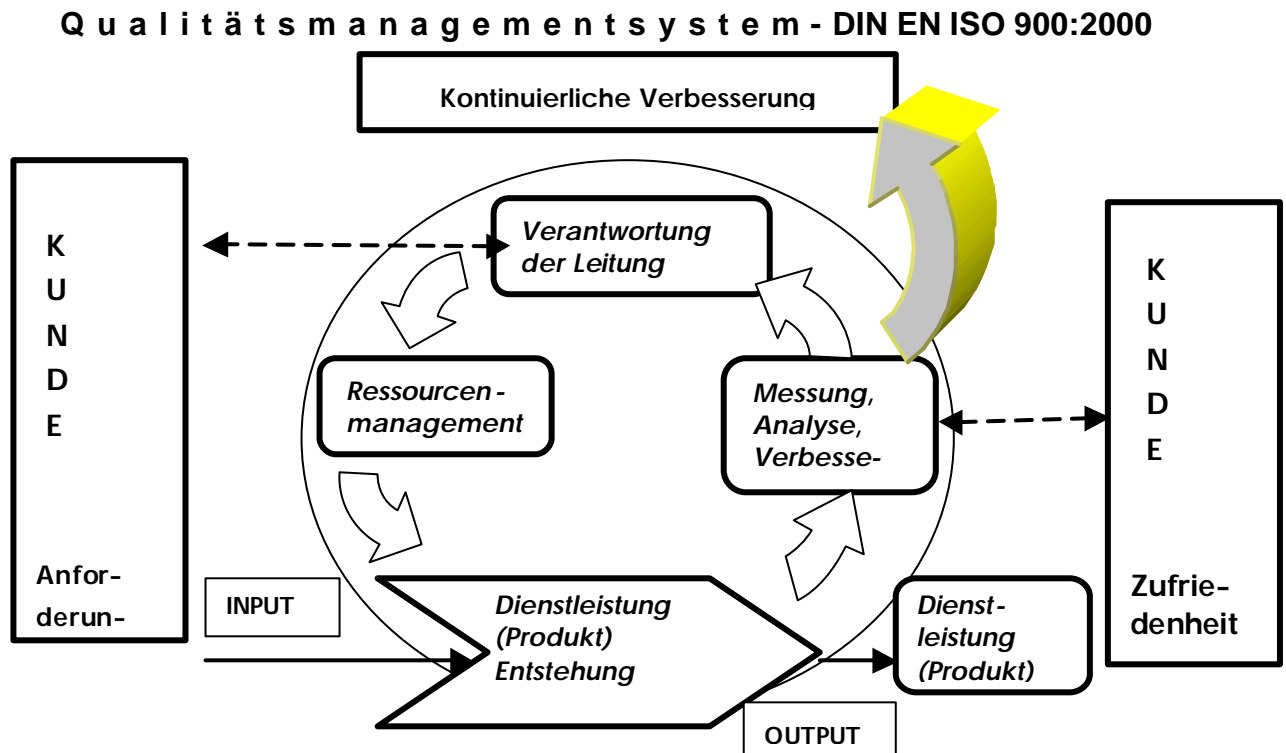 Qualitätsmanagementsystem - DIN EN ISO 900:2000
Kontinuierliche Verbesserung
K
U
N
D
E
Anfor-
derun-
Verantwortung
der Leitung
Ressourcen-
management
Messung,
Analyse,
Verbesse-
K
U
N
D
E
Zufrie-
denheit
INPUT
Dienstleistung
(Produkt)
Entstehung
Dienst-
leistung
(Produkt)
OUTPUT